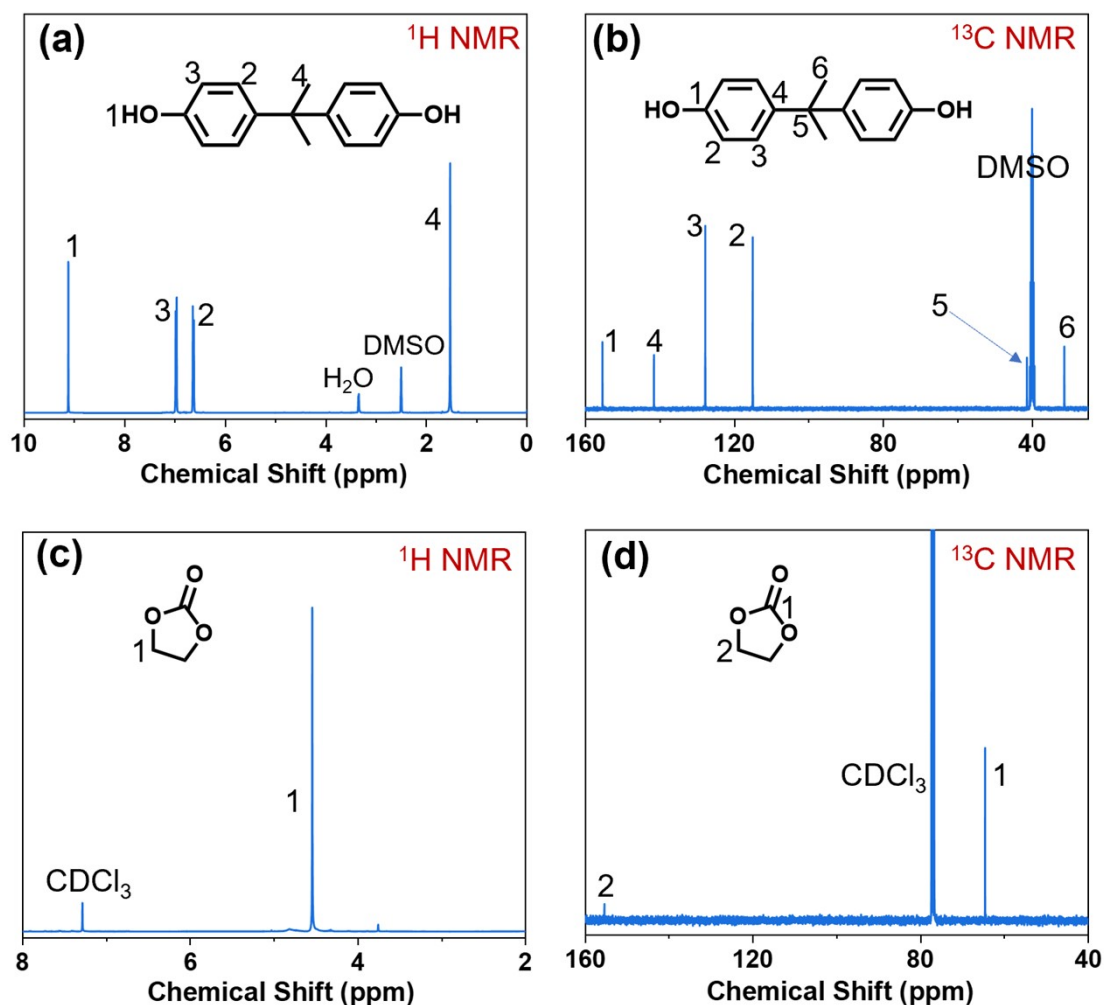 (a)
¹H NMR
3
2
4
1HO
OH
1
3
2
H₂O
DMSO
4
10
8
6
4
2
0
Chemical Shift (ppm)
(b)
¹³C NMR
6
1
4
HO
OH
5
2
3
DMSO
3
2
5
1
4
6
160
120
80
40
Chemical Shift (ppm)
(c)
¹H NMR
O
O
O
1
1
CDCl₃
8
6
4
2
Chemical Shift (ppm)
(d)
¹³C NMR
O
O
1
O
2
CDCl₃
1
2
160
120
80
40
Chemical Shift (ppm)